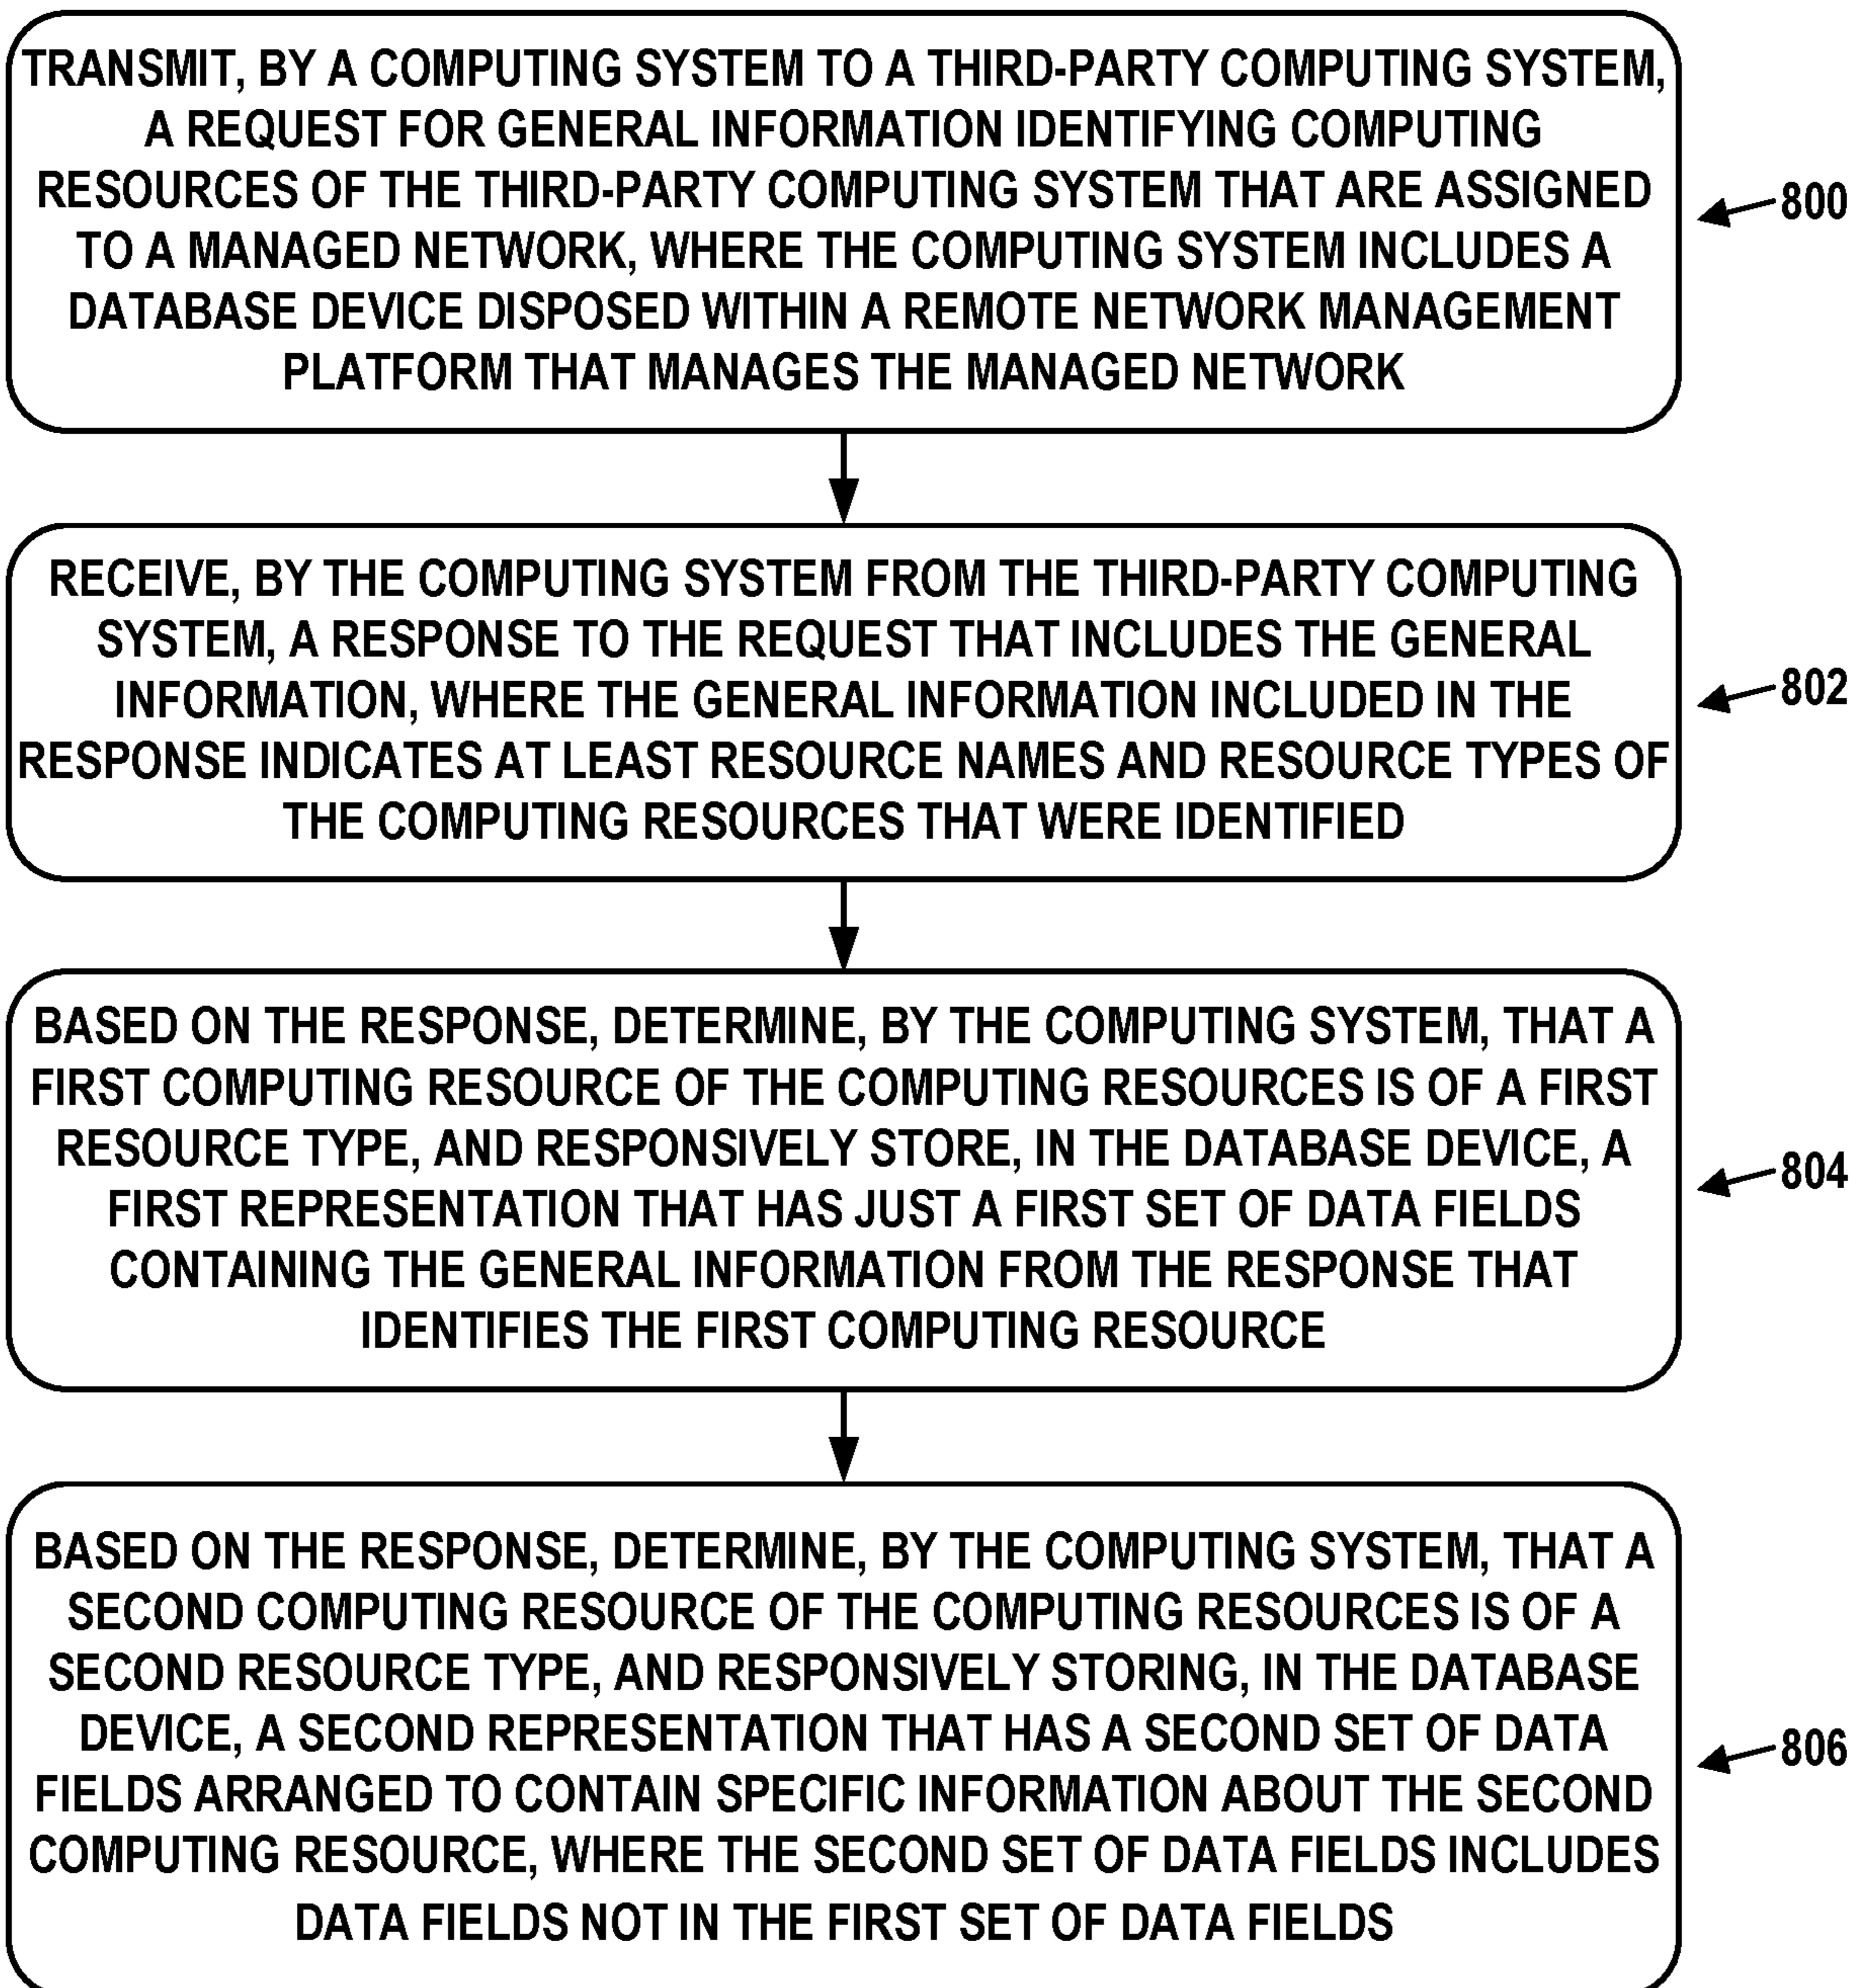 TRANSMIT, BY A COMPUTING SYSTEM TO A THIRD-PARTY COMPUTING SYSTEM,
A REQUEST FOR GENERAL INFORMATION IDENTIFYING COMPUTING
RESOURCES OF THE THIRD-PARTY COMPUTING SYSTEM THAT ARE ASSIGNED
TO A MANAGED NETWORK, WHERE THE COMPUTING SYSTEM INCLUDES A
DATABASE DEVICE DISPOSED WITHIN A REMOTE NETWORK MANAGEMENT
PLATFORM THAT MANAGES THE MANAGED NETWORK
800
RECEIVE, BY THE COMPUTING SYSTEM FROM THE THIRD-PARTY COMPUTING
SYSTEM, A RESPONSE TO THE REQUEST THAT INCLUDES THE GENERAL
INFORMATION, WHERE THE GENERAL INFORMATION INCLUDED IN THE
RESPONSE INDICATES AT LEAST RESOURCE NAMES AND RESOURCE TYPES OF
THE COMPUTING RESOURCES THAT WERE IDENTIFIED
802
BASED ON THE RESPONSE, DETERMINE, BY THE COMPUTING SYSTEM, THAT A
FIRST COMPUTING RESOURCE OF THE COMPUTING RESOURCES IS OF A FIRST
RESOURCE TYPE, AND RESPONSIVELY STORE, IN THE DATABASE DEVICE, A
FIRST REPRESENTATION THAT HAS JUST A FIRST SET OF DATA FIELDS
CONTAINING THE GENERAL INFORMATION FROM THE RESPONSE THAT
IDENTIFIES THE FIRST COMPUTING RESOURCE
804
BASED ON THE RESPONSE, DETERMINE, BY THE COMPUTING SYSTEM, THAT A
SECOND COMPUTING RESOURCE OF THE COMPUTING RESOURCES IS OF A
SECOND RESOURCE TYPE, AND RESPONSIVELY STORING, IN THE DATABASE
DEVICE, A SECOND REPRESENTATION THAT HAS A SECOND SET OF DATA
FIELDS ARRANGED TO CONTAIN SPECIFIC INFORMATION ABOUT THE SECOND
COMPUTING RESOURCE, WHERE THE SECOND SET OF DATA FIELDS INCLUDES
DATA FIELDS NOT IN THE FIRST SET OF DATA FIELDS
806